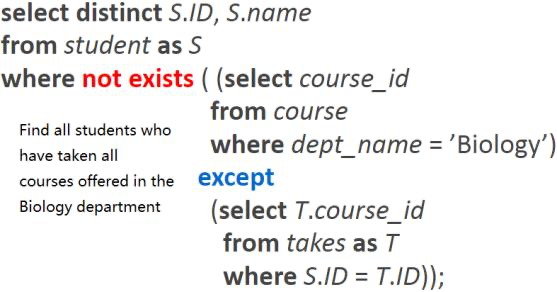 select distinct S.ID, S.name
from student as S
where not exists ( (select course_id
from course
where dept_name = ’Biology’)
except
(select T.course_id
from takes as T
where S.ID = T.ID));
Find all students who
have taken all
courses offered in the
Biology department